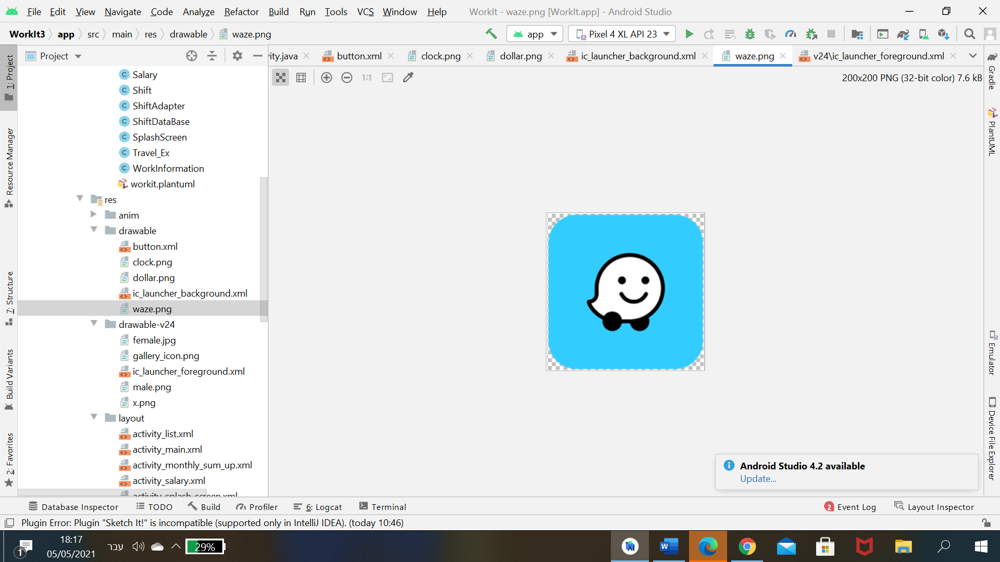 File Edit View Navigate Code Analyze Refactor Build Run Tools VCS Window Help WorkIt - waze.png [WorkIt.app] - Android Studio
WorkIt3 app src main res drawable waze.png app Pixel 4 XL API 23
1: Project
Resource Manager
7: Structure
Build Variants
2: Favorites
Project
ity.java button.xml clock.png dollar.png ic_launcher_background.xml waze.png v24\ic_launcher_foreground.xml
1:1
200x200 PNG (32-bit color) 7.6 kB
Salary
Shift
ShiftAdapter
ShiftDataBase
SplashScreen
Travel_Ex
WorkInformation
workit.plantuml
res
anim
drawable
button.xml
clock.png
dollar.png
ic_launcher_background.xml
waze.png
drawable-v24
female.jpg
gallery_icon.png
ic_launcher_foreground.xml
male.png
x.png
layout
activity_list.xml
activity_main.xml
activity_monthly_sum_up.xml
activity_salary.xml
activity_splash_screen.xml
Gradle
PlantUML
Emulator
Device File Explorer
Android Studio 4.2 available
Update...
Database Inspector TODO Build Profiler 6: Logcat Terminal 2 Event Log Layout Inspector
Plugin Error: Plugin "Sketch It!" is incompatible (supported only in IntelliJ IDEA). (today 10:46)
1
18:17
05/05/2021
עבר
29%